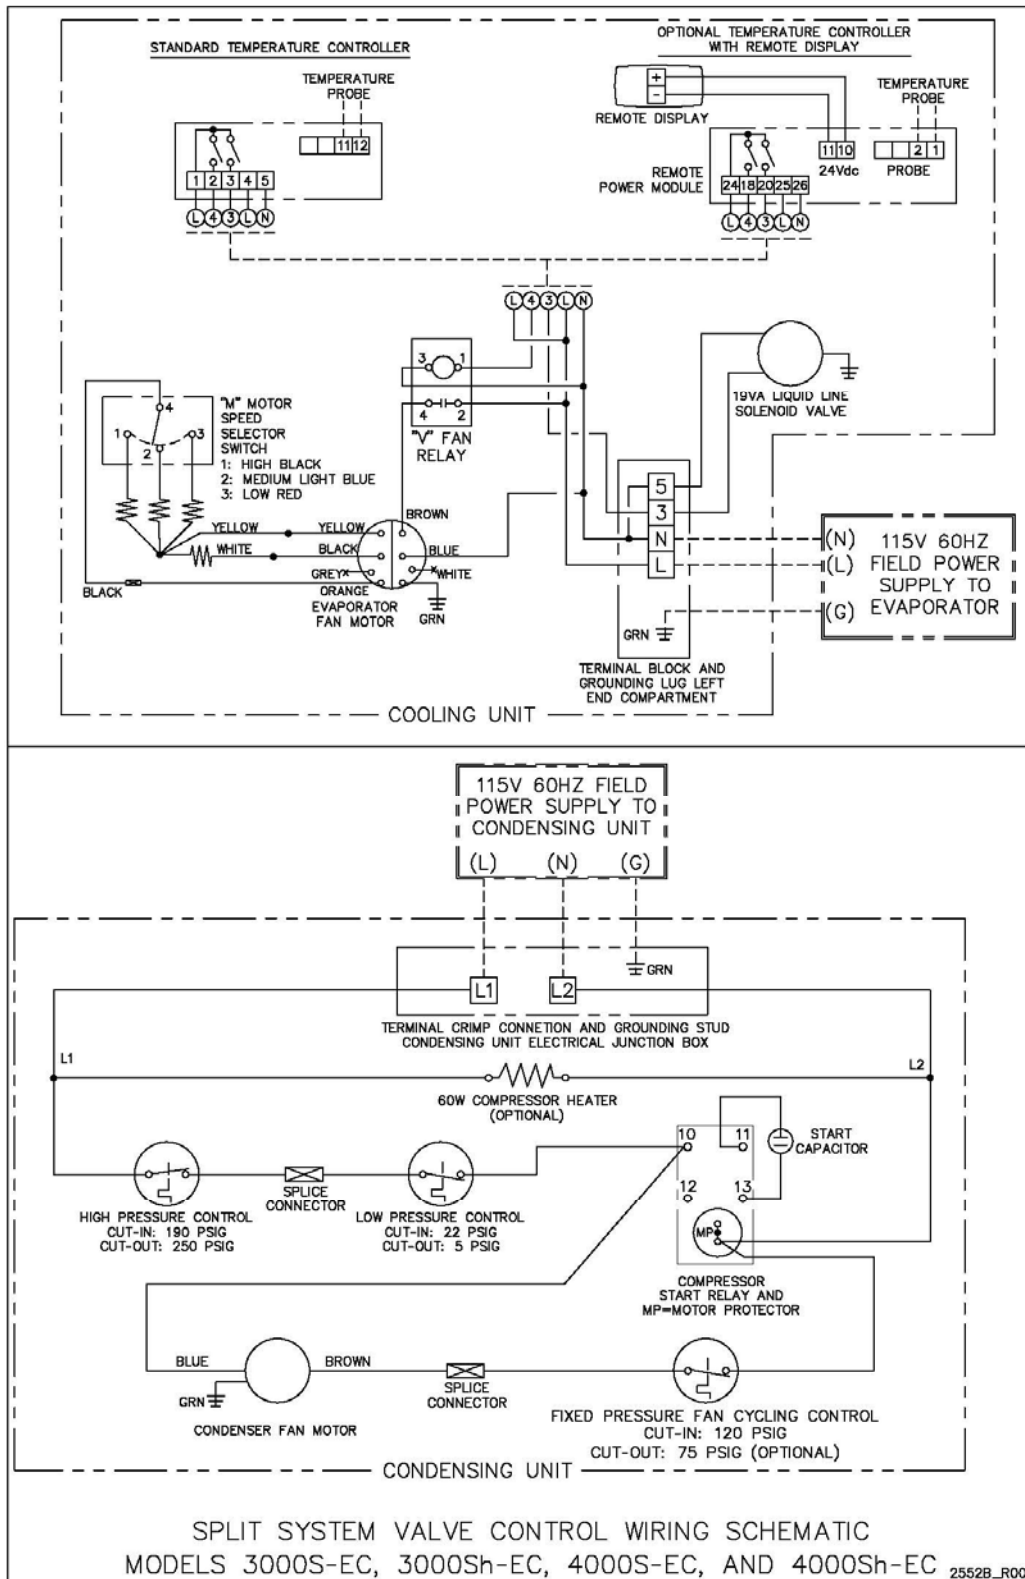 STANDARD TEMPERATURE CONTROLLER
TEMPERATURE
PROBE
11 12
1 2 3 4 5
L 4 3 L N
OPTIONAL TEMPERATURE CONTROLLER
WITH REMOTE DISPLAY
+
-
REMOTE DISPLAY
TEMPERATURE
PROBE
REMOTE
POWER MODULE
11 10
24Vdc
2 1
PROBE
24 18 20 25 26
L 4 3 L N
L 4 3 L N
3 1
4 2
"V" FAN
RELAY
19VA LIQUID LINE
SOLENOID VALVE
4
1 3
2
"M" MOTOR
SPEED
SELECTOR
SWITCH
1: HIGH BLACK
2: MEDIUM LIGHT BLUE
3: LOW RED
YELLOW YELLOW
WHITE BLACK
GREY
ORANGE
BLACK
BROWN
BLUE
WHITE
GRN
EVAPORATOR
FAN MOTOR
5
3
N
L
GRN
TERMINAL BLOCK AND
GROUNDING LUG LEFT
END COMPARTMENT
(N) 115V 60HZ
(L) FIELD POWER
SUPPLY TO
(G) EVAPORATOR
COOLING UNIT
115V 60HZ FIELD
POWER SUPPLY TO
CONDENSING UNIT
(L) (N) (G)
GRN
L1 L2
TERMINAL CRIMP CONNETION AND GROUNDING STUD
CONDENSING UNIT ELECTRICAL JUNCTION BOX
L1 L2
60W COMPRESSOR HEATER
(OPTIONAL)
10 11
12 13
START
CAPACITOR
MP
COMPRESSOR
START RELAY AND
MP=MOTOR PROTECTOR
SPLICE
CONNECTOR
HIGH PRESSURE CONTROL
CUT-IN: 190 PSIG
CUT-OUT: 250 PSIG
LOW PRESSURE CONTROL
CUT-IN: 22 PSIG
CUT-OUT: 5 PSIG
BLUE BROWN
GRN
CONDENSER FAN MOTOR
SPLICE
CONNECTOR
FIXED PRESSURE FAN CYCLING CONTROL
CUT-IN: 120 PSIG
CUT-OUT: 75 PSIG (OPTIONAL)
CONDENSING UNIT
SPLIT SYSTEM VALVE CONTROL WIRING SCHEMATIC
MODELS 3000S-EC, 3000Sh-EC, 4000S-EC, AND 4000Sh-EC
2552B_R00